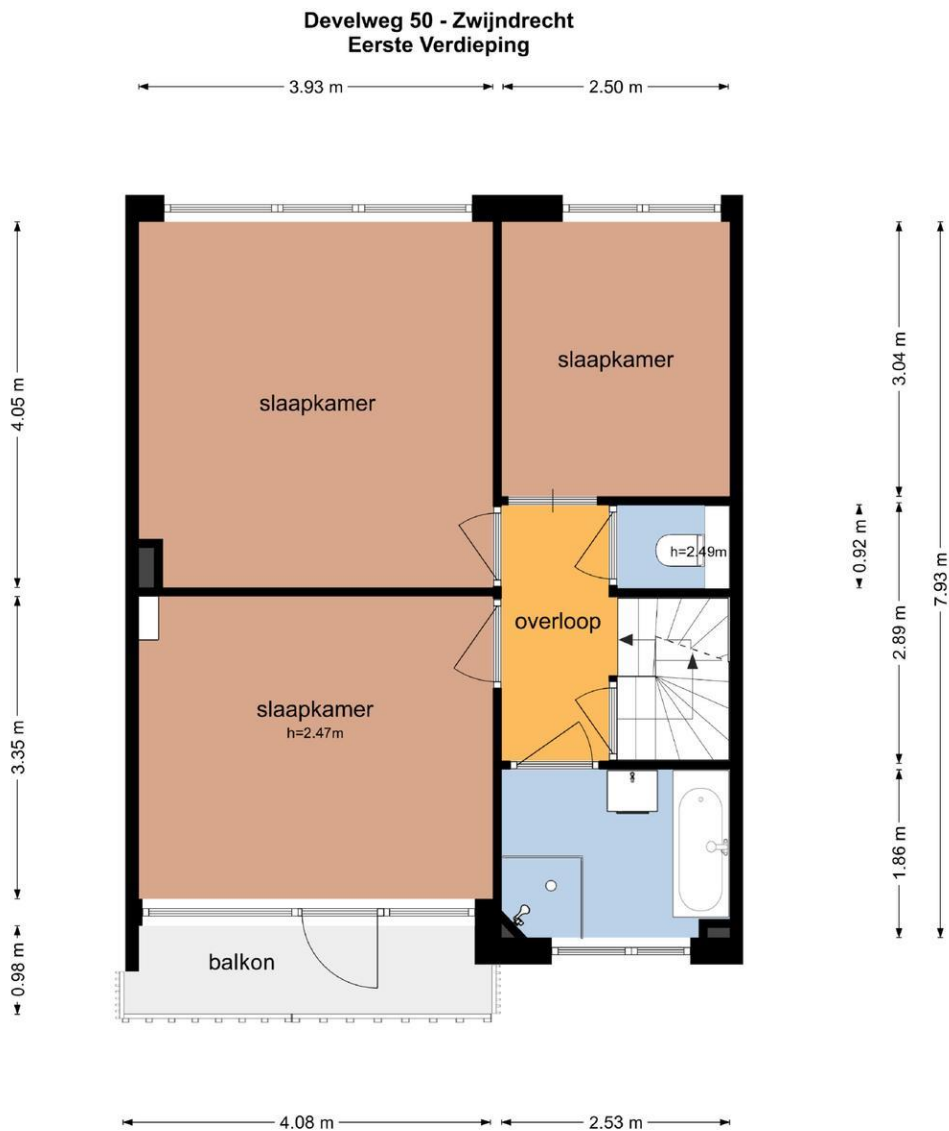 Develweg 50 - Zwijndrecht
Eerste Verdieping
3.93 m
2.50 m
4.05 m
3.35 m
0.98 m
slaapkamer
slaapkamer
h=2.49m
overloop
slaapkamer
h=2.47m
balkon
3.04 m
0.92 m
2.89 m
1.86 m
7.93 m
4.08 m
2.53 m